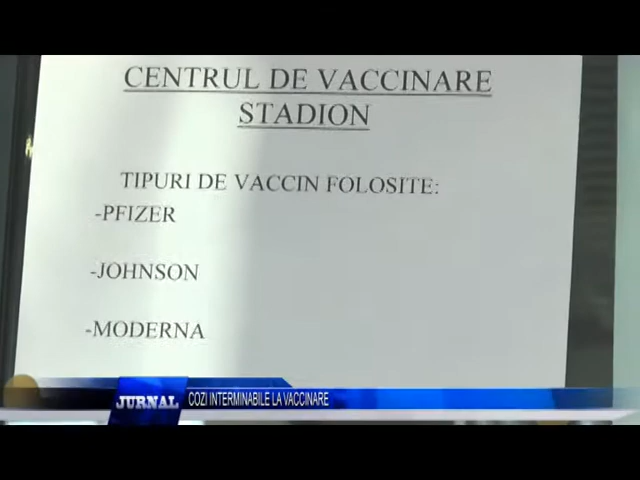 CENTRUL DE VACCINARE
STADION
TIPURI DE VACCIN FOLOSITE:
-PFIZER
-JOHNSON
-MODERNA
JURNAL
COZI INTERMINABILE LA VACCINARE